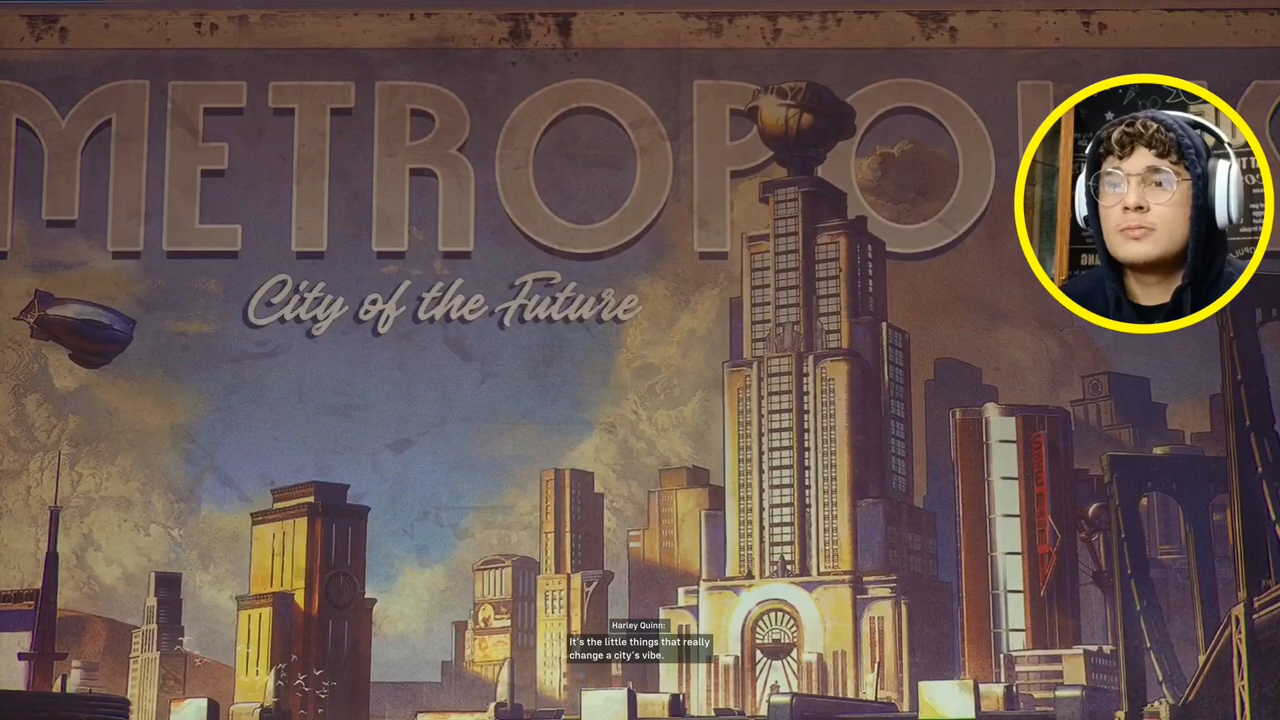 METROPOLIS
City of the Future
Harley Quinn:
It's the little things that really
change a city's vibe.